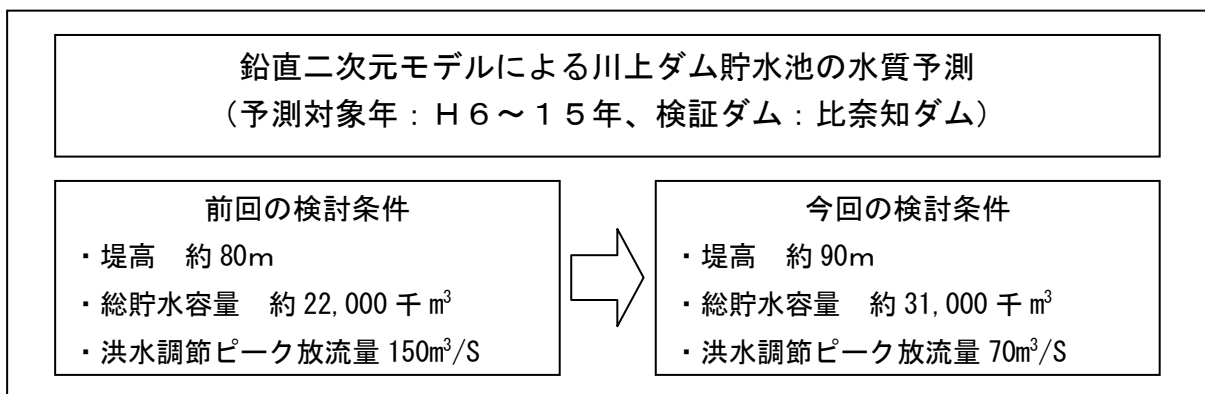 鉛直二次元モデルによる川上ダム貯水池の水質予測
（予測対象年：Ｈ６～１５年、検証ダム：比奈知ダム）
前回の検討条件
・堤高　約 80ｍ
・総貯水容量　約 22,000 千 m³
・洪水調節ピーク放流量 150m³/S
今回の検討条件
・堤高　約 90ｍ
・総貯水容量　約 31,000 千 m³
・洪水調節ピーク放流量 70m³/S